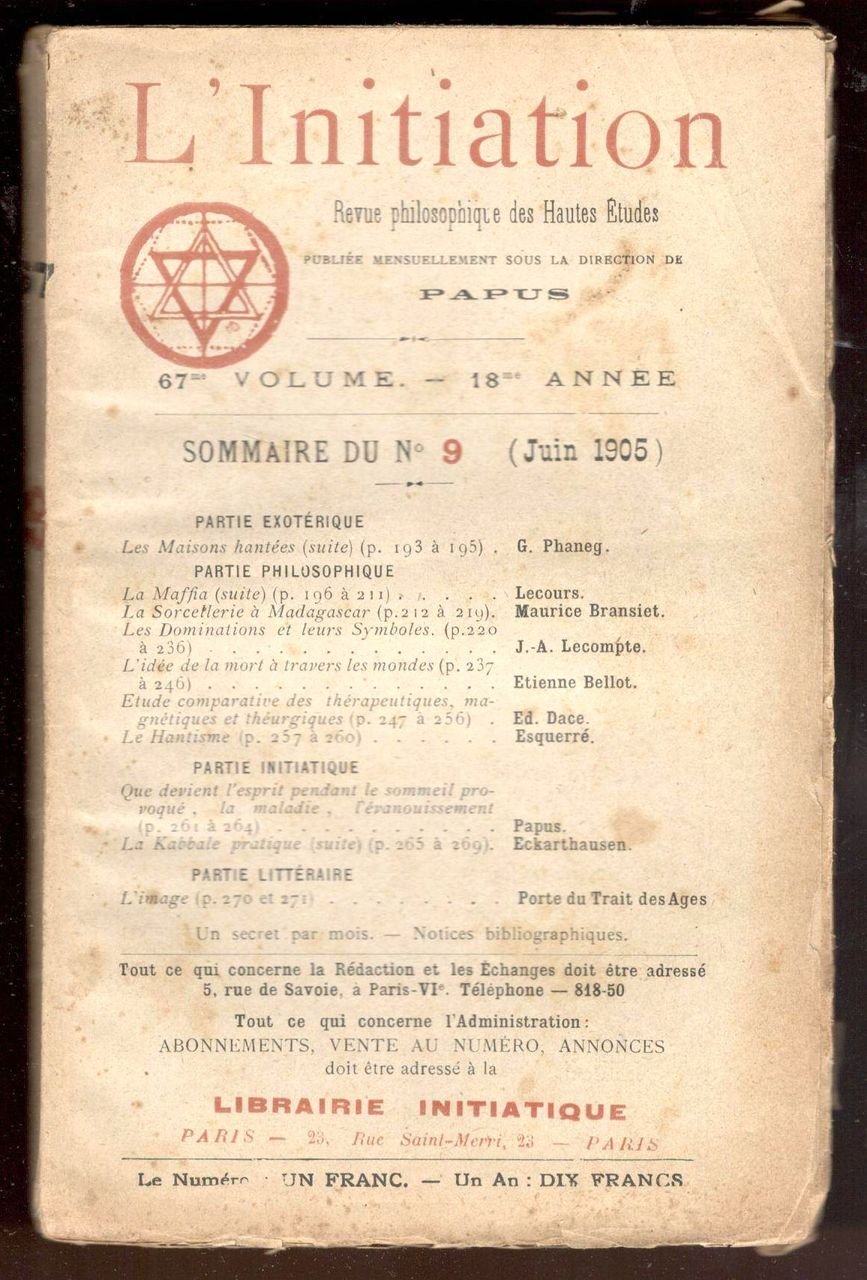 L'Initiation
Revue philosophique des Hautes Études
PUBLIÉE MENSUELLEMENT SOUS LA DIRECTION DE
PAPUS
67me VOLUME. — 18me ANNÉE
SOMMAIRE DU No 9 (Juin 1905)
PARTIE EXOTÉRIQUE
Les Maisons hantées (suite) (p. 193 à 195) . G. Phaneg.
PARTIE PHILOSOPHIQUE
La Maffia (suite) (p. 196 à 211) . . . . . Lecours.
La Sorcellerie à Madagascar (p.212 à 219). Maurice Bransiet.
Les Dominations et leurs Symboles. (p.220
à 236) . . . . . . . . . . . . . J.-A. Lecompte.
L'idée de la mort à travers les mondes (p. 237
à 246) . . . . . . . . . . . . . Etienne Bellot.
Etude comparative des thérapeutiques, ma-
gnétiques et théurgiques (p. 247 à 256) . Ed. Dace.
Le Hantisme (p. 257 à 260) . . . . . . Esquerré.
PARTIE INITIATIQUE
Que devient l'esprit pendant le sommeil pro-
voqué , la maladie , l'évanouissement
(p. 261 à 264) . . . . . . . . . . Papus.
La Kabbale pratique (suite) (p. 265 à 269). Eckarthausen.
PARTIE LITTÉRAIRE
L'image (p. 270 et 271) . . . . . . . . Porte du Trait des Ages
Un secret par mois. — Notices bibliographiques.
Tout ce qui concerne la Rédaction et les Échanges doit être adressé
5, rue de Savoie, à Paris-VIe. Téléphone — 818-50
Tout ce qui concerne l'Administration :
ABONNEMENTS, VENTE AU NUMÉRO, ANNONCES
doit être adressé à la
LIBRAIRIE INITIATIQUE
PARIS — 23, Rue Saint-Merri, 23 — PARIS
Le Numéro : UN FRANC. — Un An : DIX FRANCS